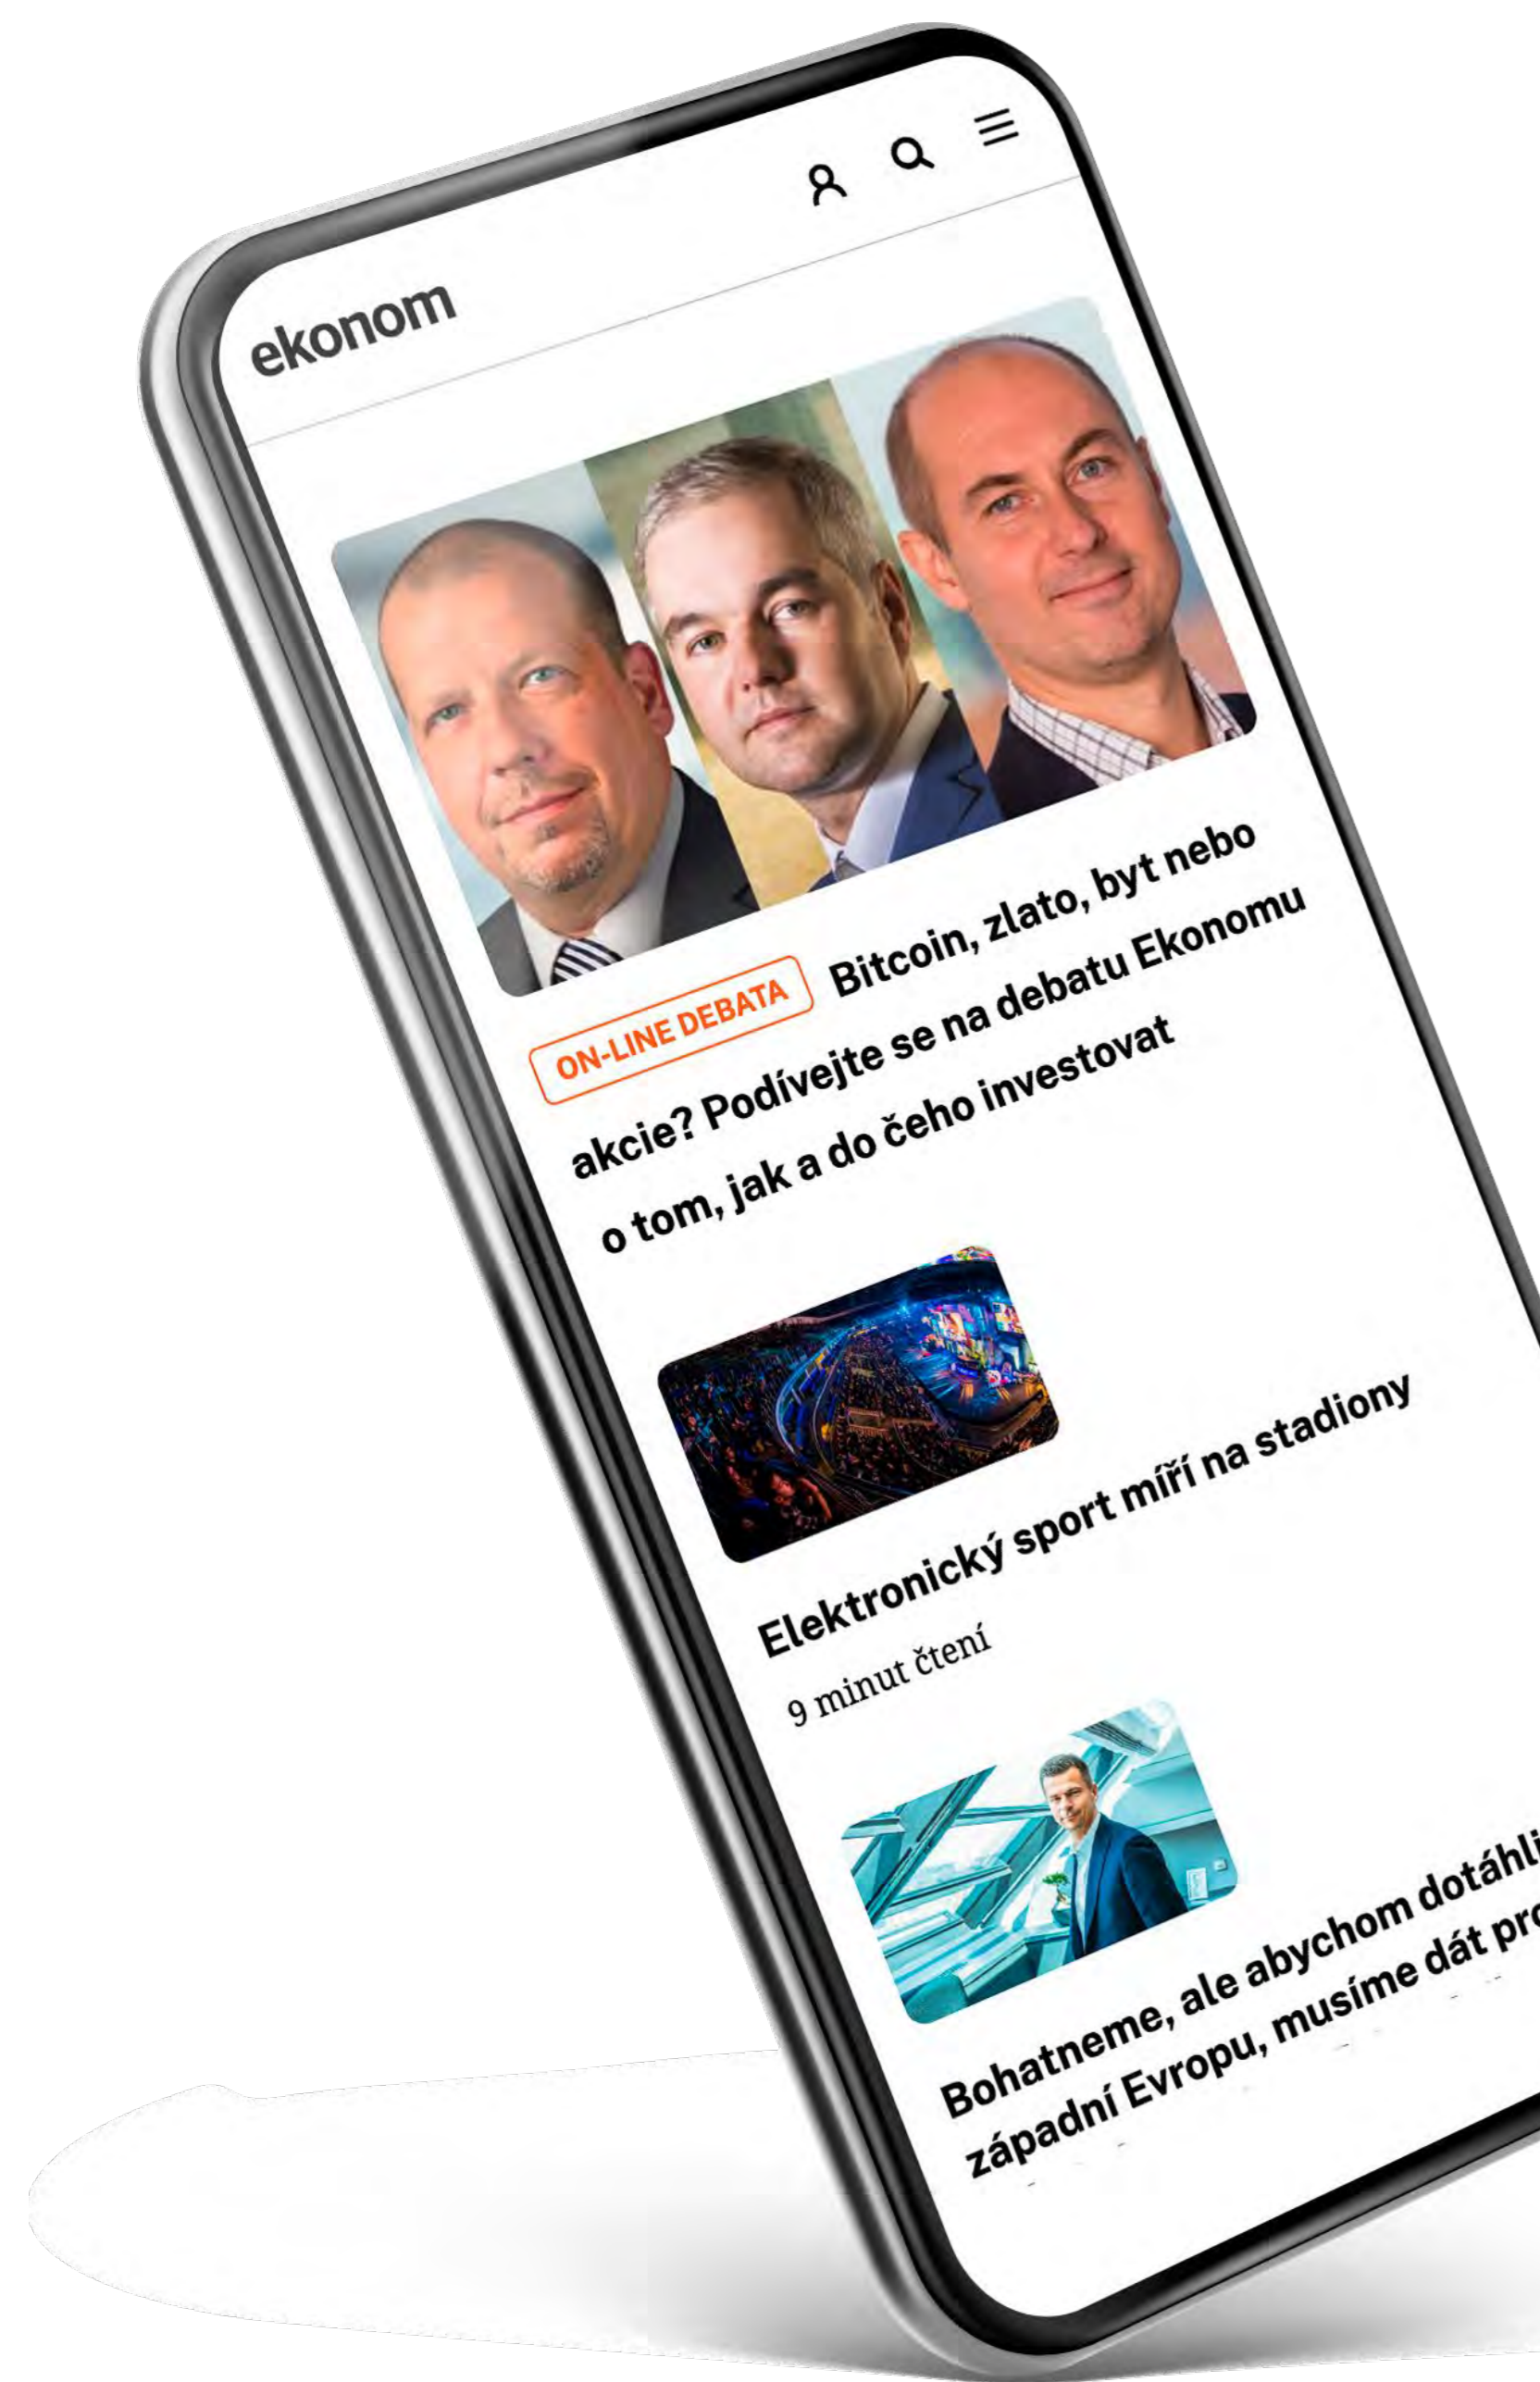 ekonom
ON-LINE DEBATA Bitcoin, zlato, byt nebo
akcie? Podívejte se na debatu Ekonomu
o tom, jak a do čeho investovat
Elektronický sport míří na stadiony
9 minut čtení
Bohatneme, ale abychom dotáhli
západní Evropu, musíme dát